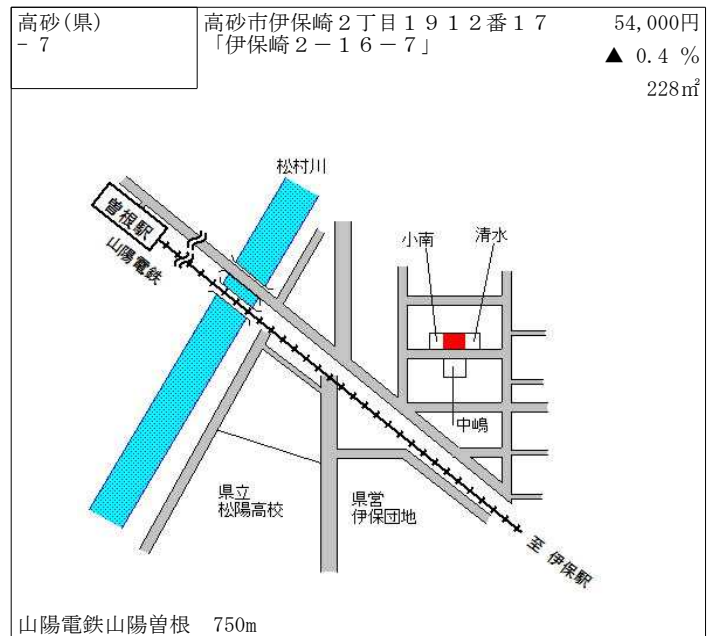 高砂(県)
- 7
高砂市伊保崎２丁目１９１２番１７
「伊保崎２－１６－７」
54,000円
▲ 0.4 %
228㎡
松村川
曽根駅
山陽電鉄
小南
清水
中嶋
県立
松陽高校
県営
伊保団地
至 伊保駅
山陽電鉄山陽曽根 750m